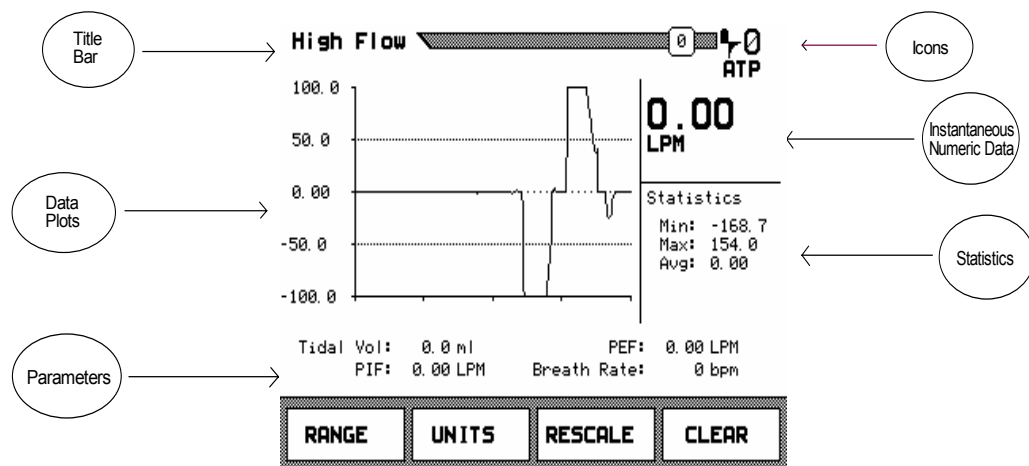 Title
Bar
High Flow
0
0
ATP
Icons
100.0
50.0
0.00
-50.0
-100.0
0.00
LPM
Instantaneous
Numeric Data
Data
Plots
Statistics
Min: -168.7
Max: 154.0
Avg: 0.00
Statistics
Parameters
Tidal Vol: 0.0 ml PEF: 0.00 LPM
PIF: 0.00 LPM Breath Rate: 0 bpm
RANGE UNITS RESCALE CLEAR